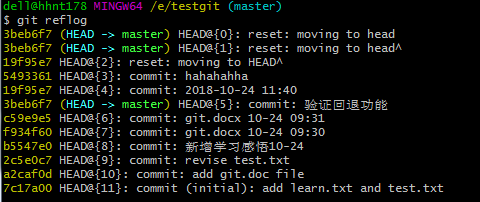 dell@hhnt178 MINGW64 /e/testgit (master)
$ git reflog
3beb6f7 (HEAD -> master) HEAD@{0}: reset: moving to head
3beb6f7 (HEAD -> master) HEAD@{1}: reset: moving to head^
19f95e7 HEAD@{2}: reset: moving to HEAD^
5493361 HEAD@{3}: commit: hahahahha
19f95e7 HEAD@{4}: commit: 2018-10-24 11:40
3beb6f7 (HEAD -> master) HEAD@{5}: commit: 验证回退功能
c59e9e5 HEAD@{6}: commit: git.docx 10-24 09:31
f934f60 HEAD@{7}: commit: git.docx 10-24 09:30
b5547e0 HEAD@{8}: commit: 新增学习感悟10-24
2c5e0c7 HEAD@{9}: commit: revise test.txt
a2caf0d HEAD@{10}: commit: add git.doc file
7c17a00 HEAD@{11}: commit (initial): add learn.txt and test.txt